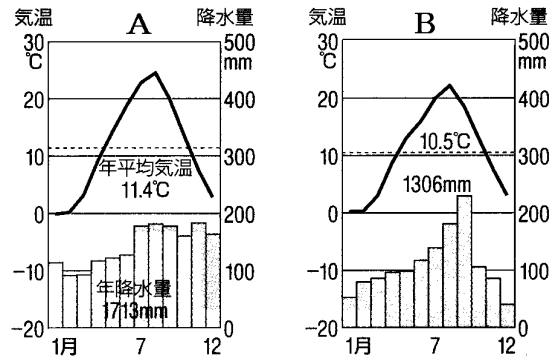 気温 A 降水量 気温 B 降水量
30 500 30 500
℃ mm ℃ mm
20 400 20 400
10 300 10 10.5℃ 300
年平均気温
11.4℃ 1306mm
0 200 0 200
-10 100 -10 100
年降水量
1713mm
-20 0 -20 0
1月 7 12 1月 7 12